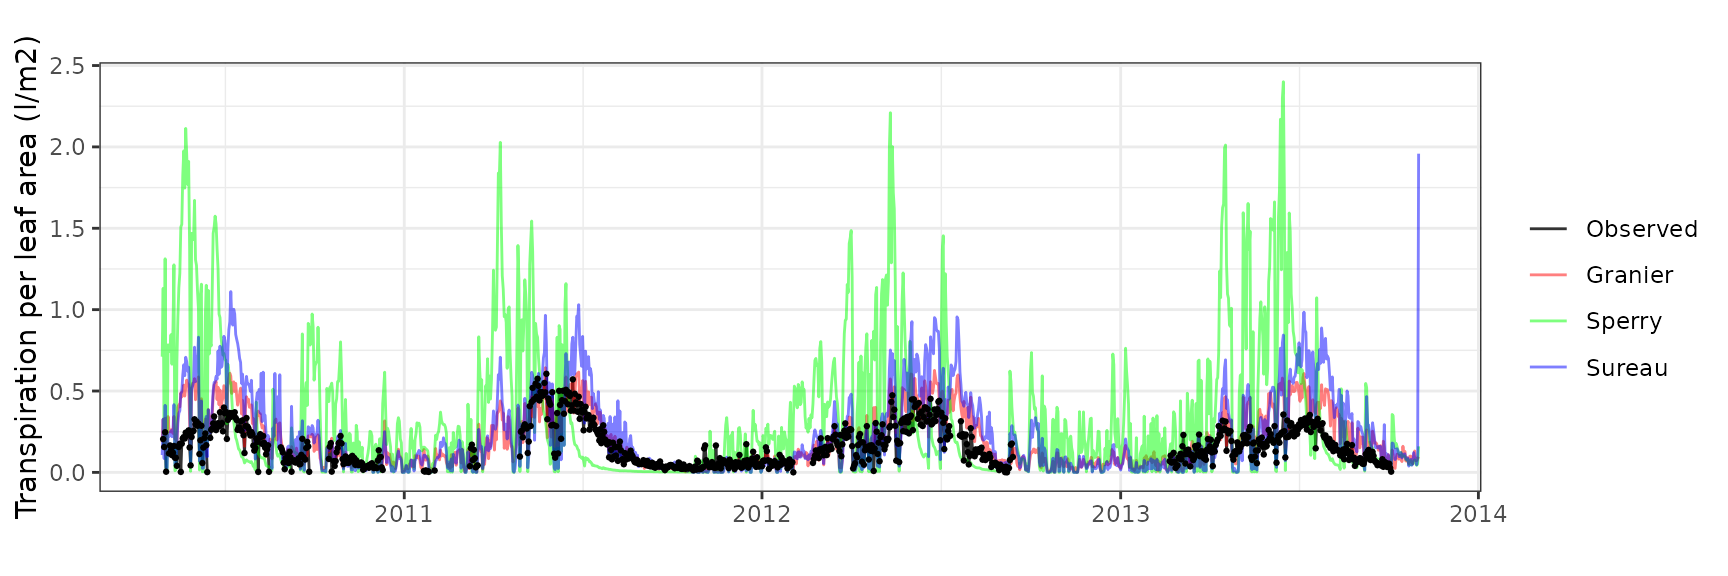 Transpiration per leaf area (l/m2)
2.5
2.0
1.5
1.0
0.5
0.0
2011
2012
2013
2014
Observed
Granier
Sperry
Sureau